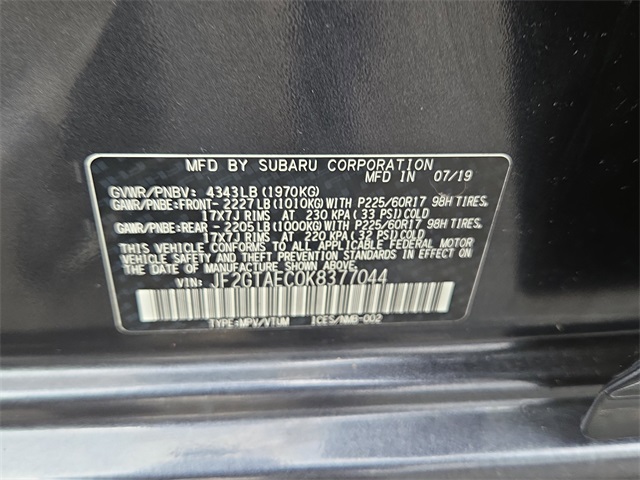 MFD BY SUBARU CORPORATION
MFD IN 07/19
GVWR/PNBV: 4343LB (1970KG)
GAWR/PNBE:FRONT- 2227LB (1010KG) WITH P225/60R17 98H TIRES,
17X7J RIMS AT 230 KPA (33 PSI)COLD
GAWR/PNBE:REAR - 2205LB (1000KG) WITH P225/60R17 98H TIRES,
17X7J RIMS AT 220 KPA (32 PSI)COLD
THIS VEHICLE CONFORMS TO ALL APPLICABLE FEDERAL MOTOR
VEHICLE SAFETY AND THEFT PREVENTION STANDARDS IN EFFECT ON
THE DATE OF MANUFACTURE SHOWN ABOVE.
VIN: JF2GTAEC0K8377044
TYPE:MPV/VTUM ICES/NMB-002